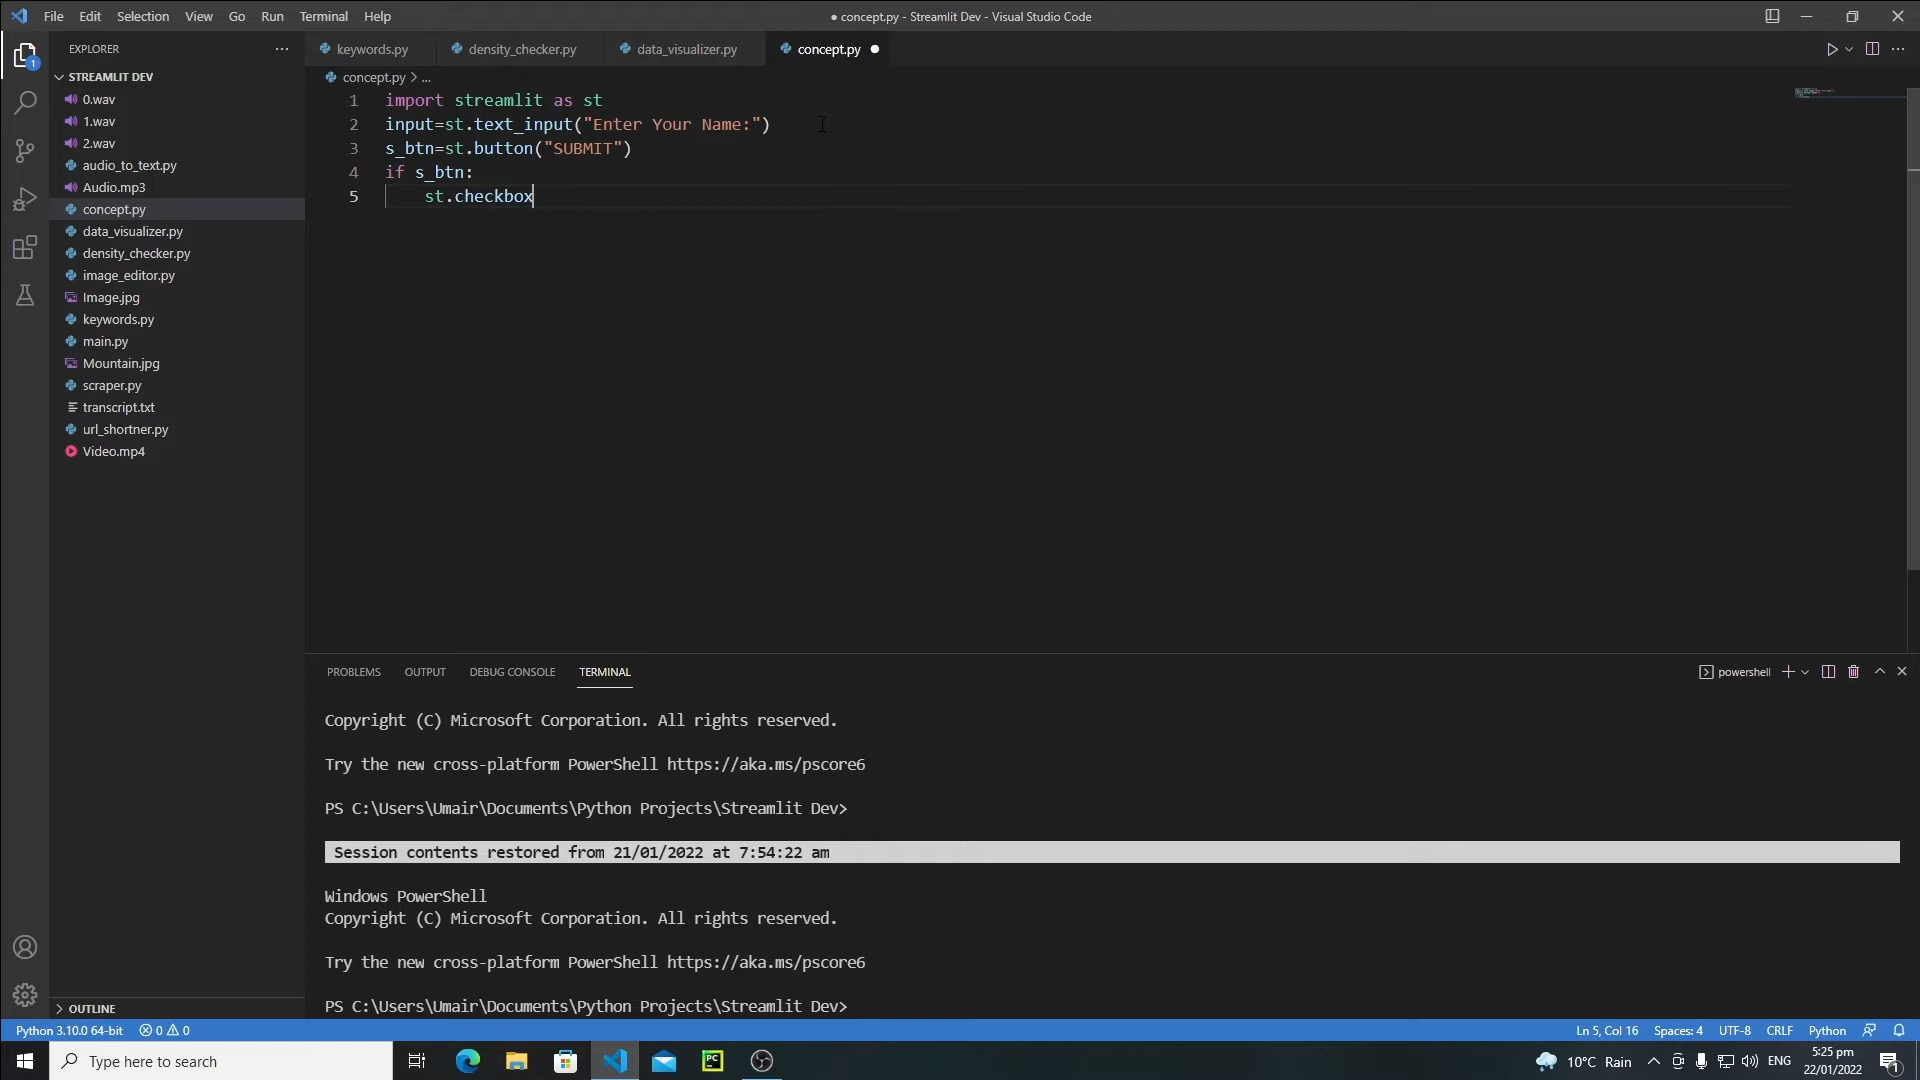 File Edit Selection View Go Run Terminal Help
● concept.py - Streamlit Dev - Visual Studio Code
EXPLORER
keywords.py density_checker.py data_visualizer.py concept.py
1
STREAMLIT DEV
concept.py > ...
0.wav
1.wav
2.wav
audio_to_text.py
Audio.mp3
concept.py
data_visualizer.py
density_checker.py
image_editor.py
Image.jpg
keywords.py
main.py
Mountain.jpg
scraper.py
transcript.txt
url_shortner.py
Video.mp4
OUTLINE
1 import streamlit as st
2 input=st.text_input("Enter Your Name:")
3 s_btn=st.button("SUBMIT")
4 if s_btn:
5 st.checkbox
PROBLEMS OUTPUT DEBUG CONSOLE TERMINAL
powershell
Copyright (C) Microsoft Corporation. All rights reserved.
Try the new cross-platform PowerShell https://aka.ms/pscore6
PS C:\Users\Umair\Documents\Python Projects\Streamlit Dev>
Session contents restored from 21/01/2022 at 7:54:22 am
Windows PowerShell
Copyright (C) Microsoft Corporation. All rights reserved.
Try the new cross-platform PowerShell https://aka.ms/pscore6
PS C:\Users\Umair\Documents\Python Projects\Streamlit Dev>
Python 3.10.0 64-bit 0 0
Ln 5, Col 16 Spaces: 4 UTF-8 CRLF Python
Type here to search
PC
10°C Rain
ENG
5:25 pm
22/01/2022
1